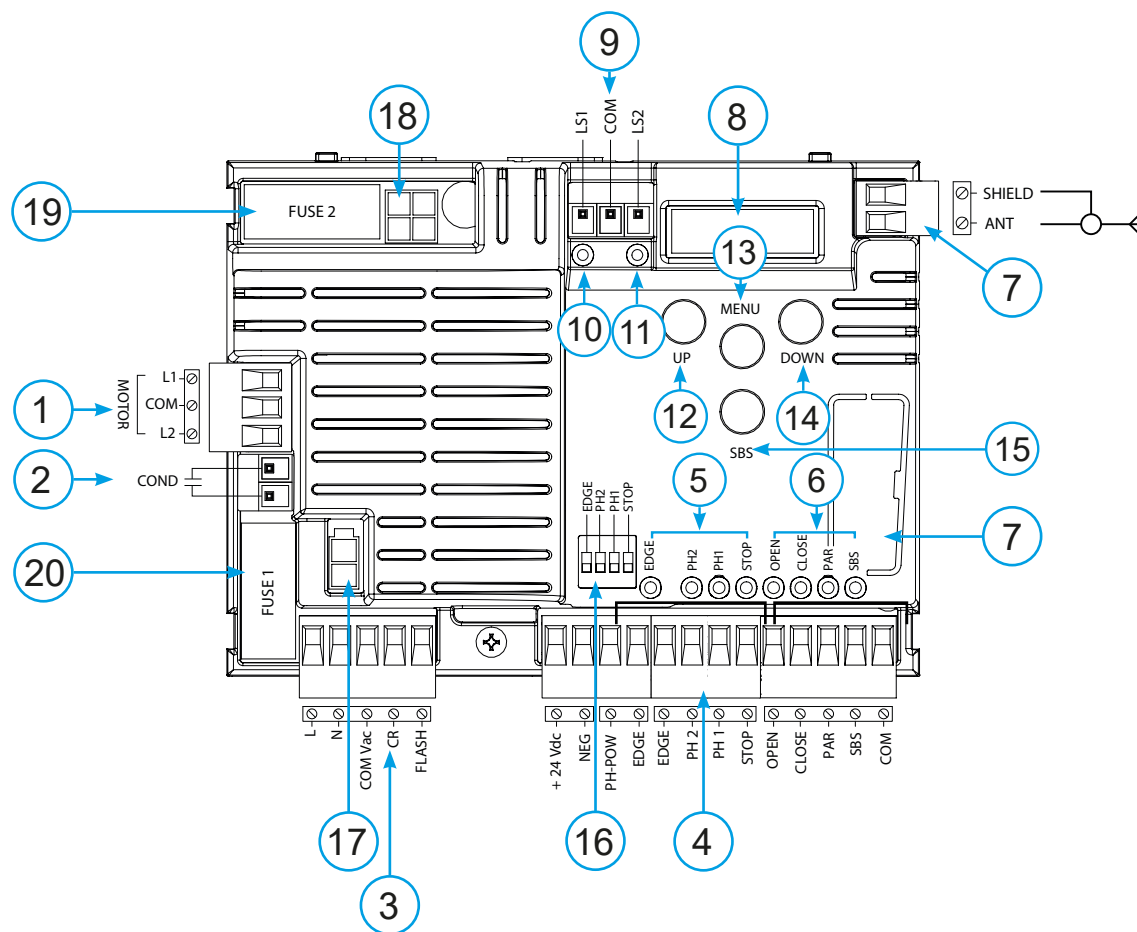 9
LS1
COM
LS2
18
8
19
FUSE 2
SHIELD
ANT
13
7
10
11
MENU
UP
DOWN
12
14
MOTOR
L1
COM
L2
1
2
COND
SBS
15
5
6
EDGE
PH2
PH1
STOP
EDGE
PH2
PH1
STOP
OPEN
CLOSE
PAR
SBS
7
20
FUSE 1
L
N
COM Vac
CR
FLASH
+ 24 Vdc
NEG
PH-POW
EDGE
EDGE
PH 2
PH 1
STOP
OPEN
CLOSE
PAR
SBS
COM
17
16
4
3